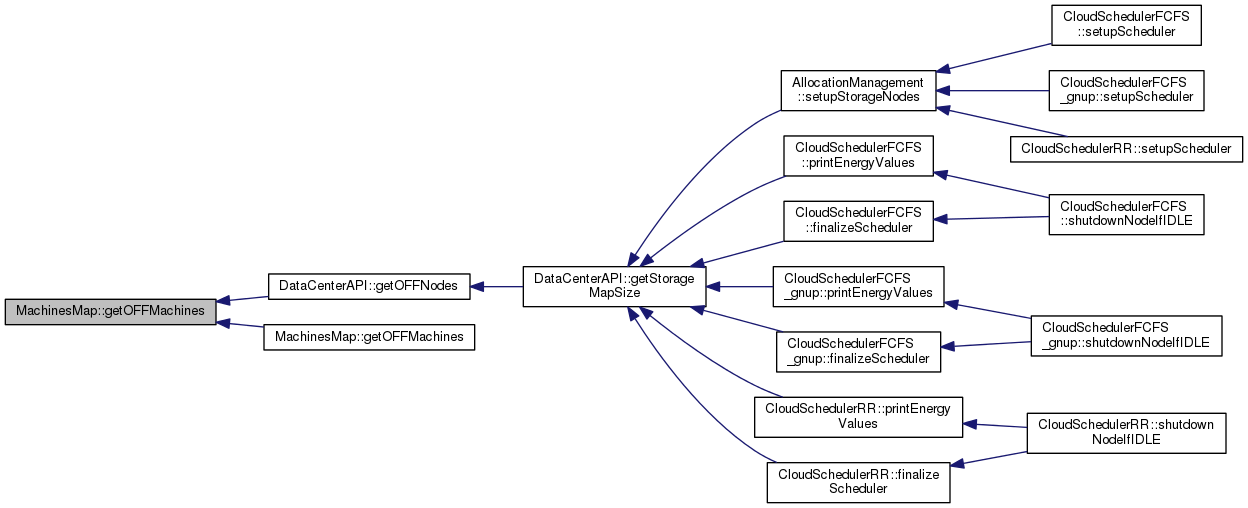 MachinesMap::getOFFMachines
DataCenterAPI::getOFFNodes
MachinesMap::getOFFMachines
DataCenterAPI::getStorage
MapSize
AllocationManagement
::setupStorageNodes
CloudSchedulerFCFS
::printEnergyValues
CloudSchedulerFCFS
::finalizeScheduler
CloudSchedulerFCFS
_gnup::printEnergyValues
CloudSchedulerFCFS
_gnup::finalizeScheduler
CloudSchedulerRR::printEnergy
Values
CloudSchedulerRR::finalize
Scheduler
CloudSchedulerFCFS
::setupScheduler
CloudSchedulerFCFS
_gnup::setupScheduler
CloudSchedulerRR::setupScheduler
CloudSchedulerFCFS
::shutdownNodeIfIDLE
CloudSchedulerFCFS
_gnup::shutdownNodeIfIDLE
CloudSchedulerRR::shutdown
NodeIfIDLE